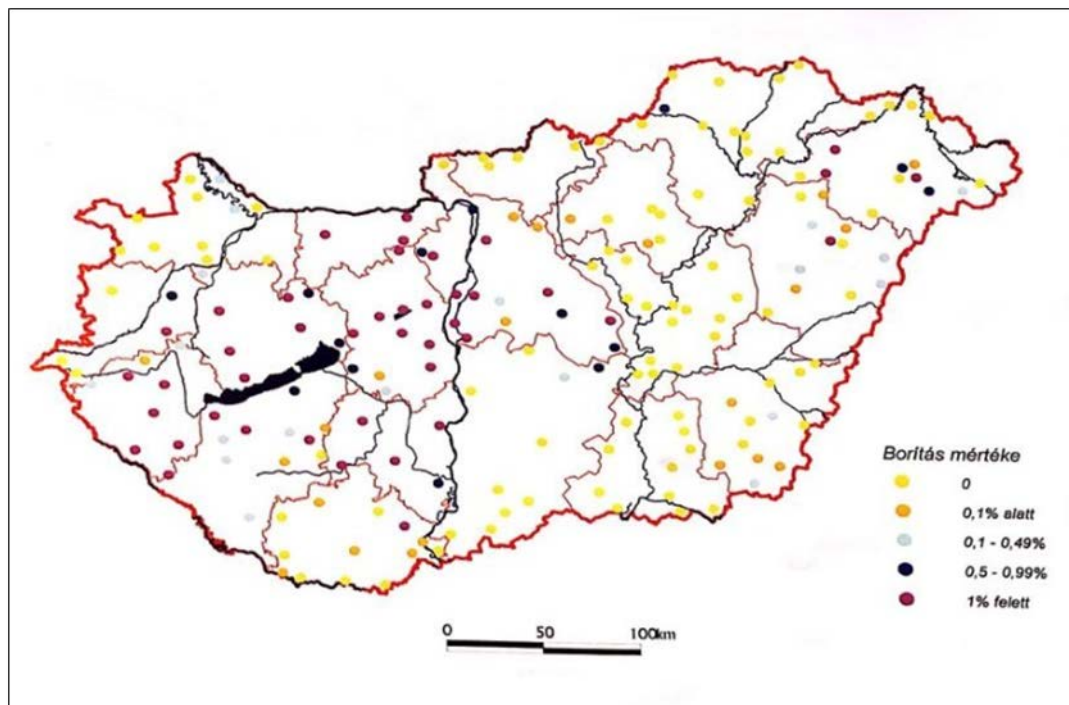 Borítás mértéke
0
0,1% alatt
0,1 - 0,49%
0,5 - 0,99%
1% felett
0 50 100km